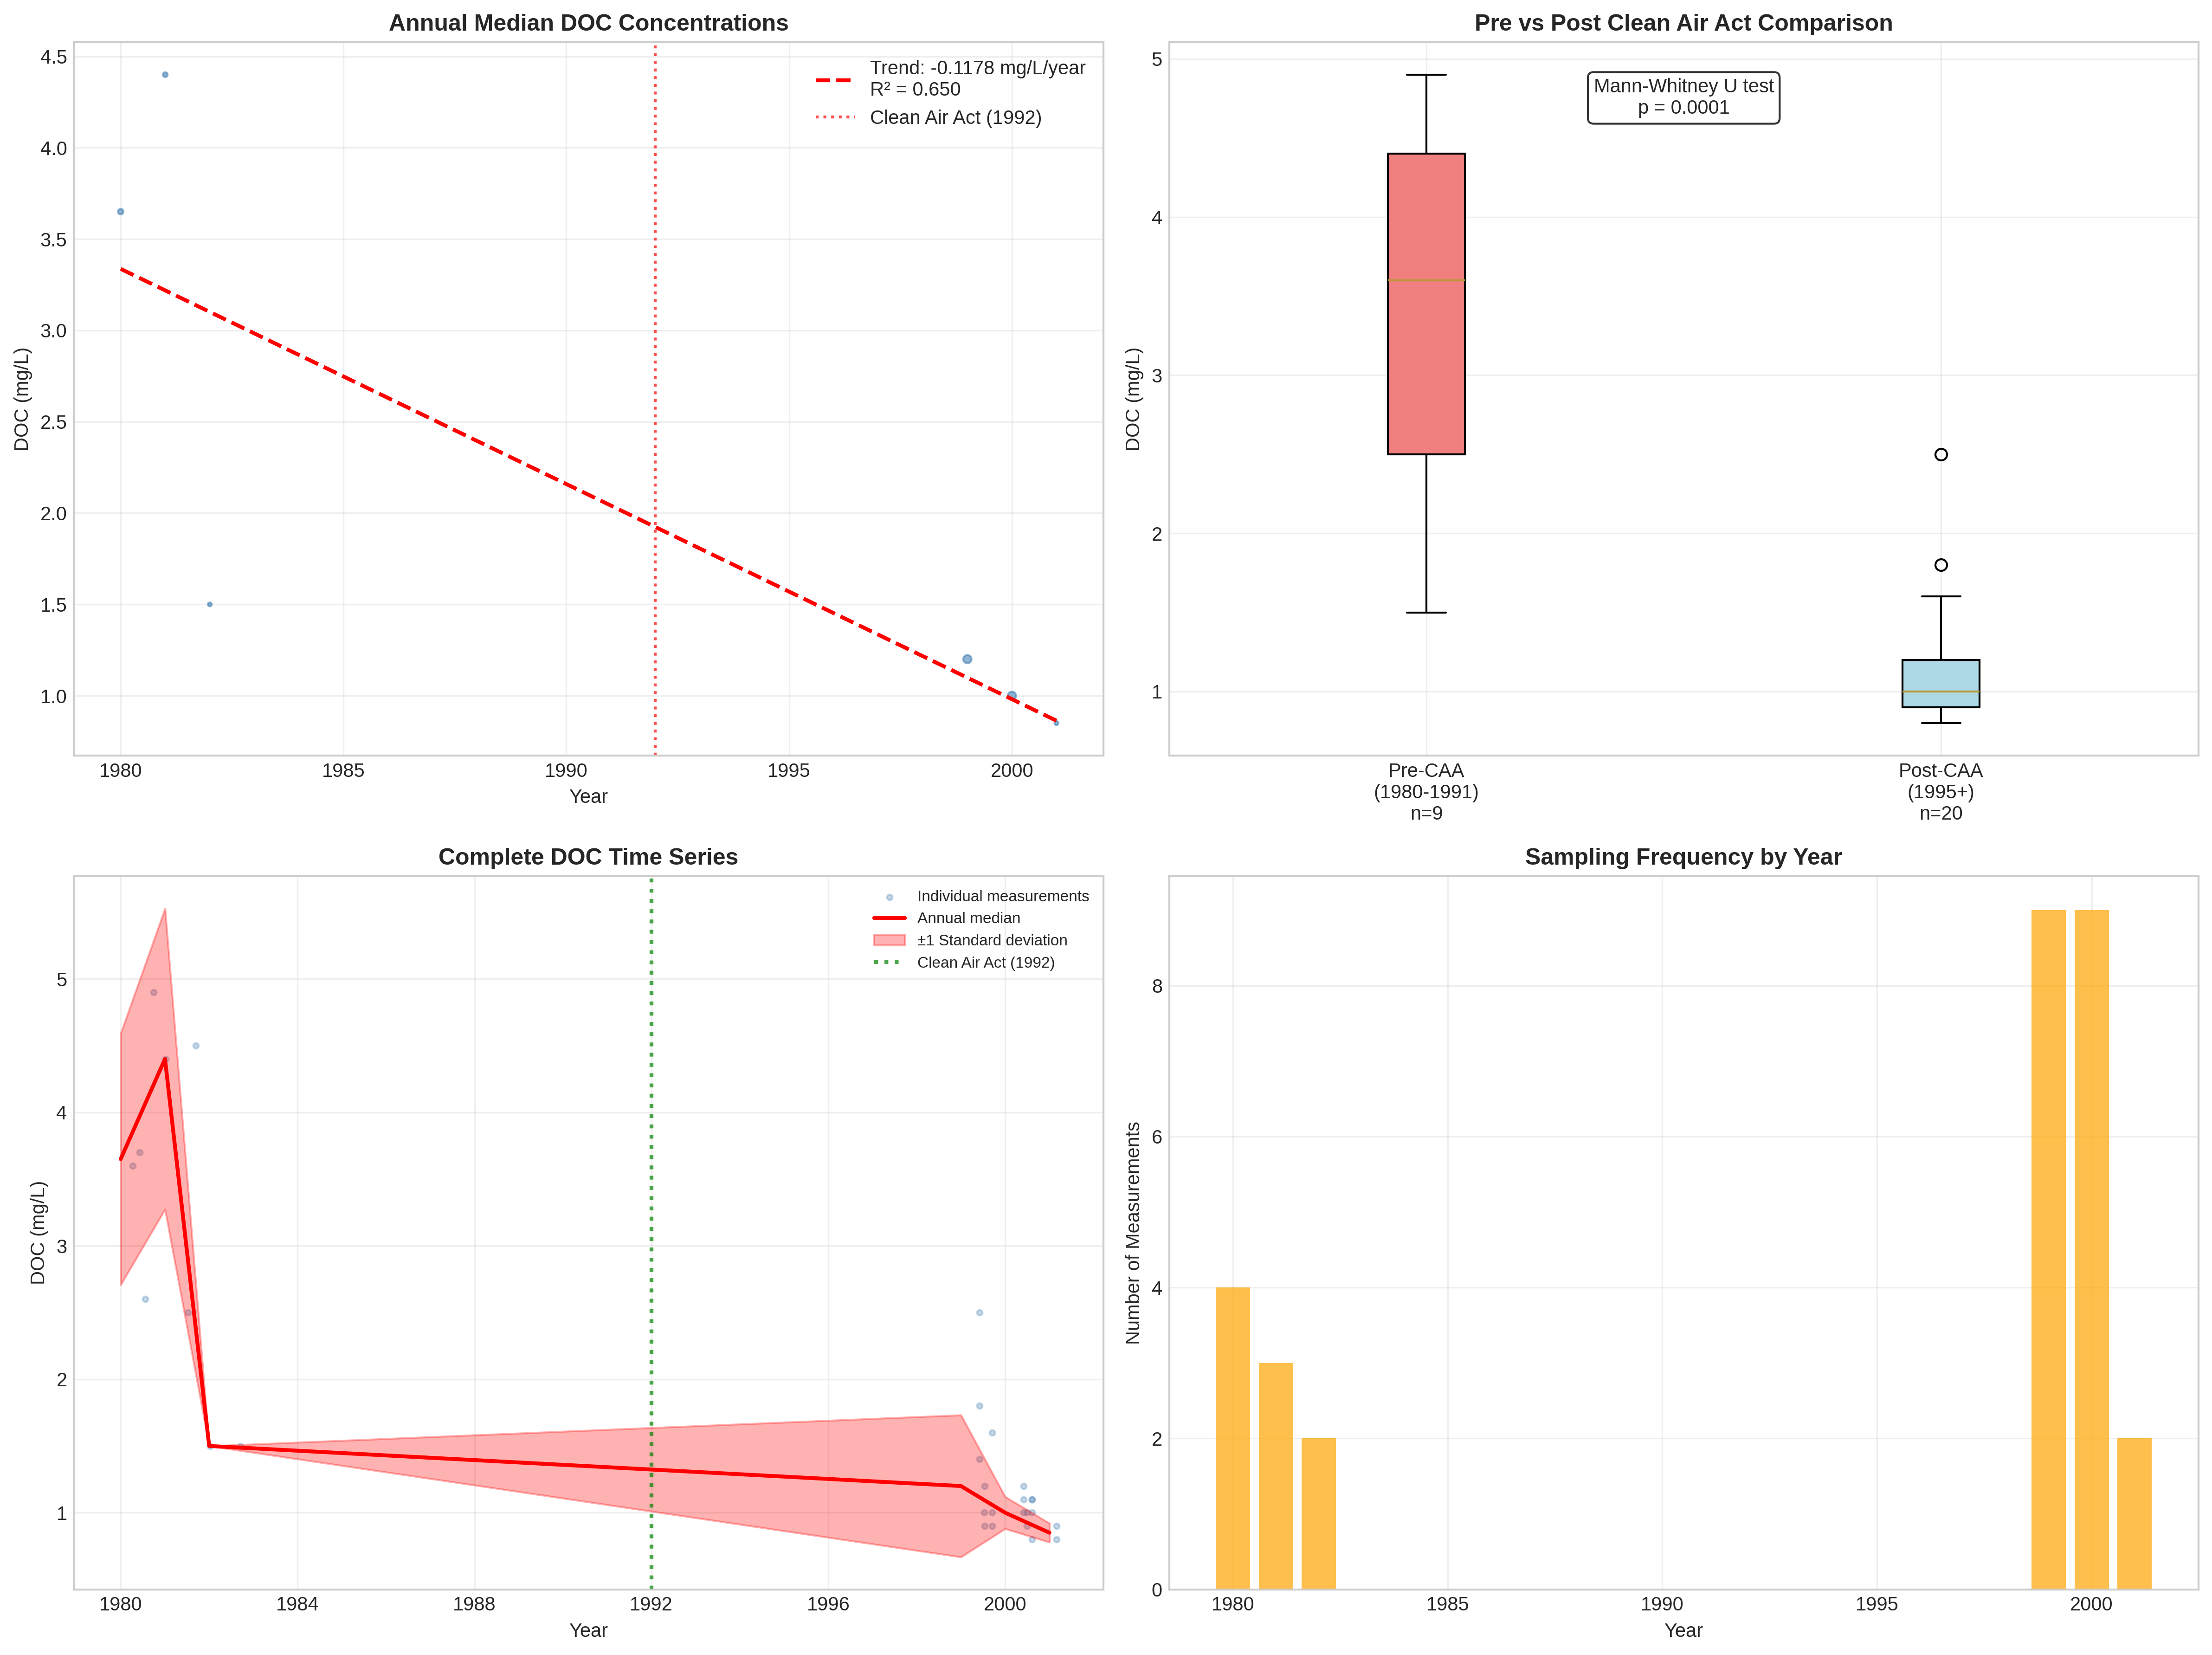 Annual Median DOC Concentrations
Trend: -0.1178 mg/L/year
R² = 0.650
Clean Air Act (1992)
4.5
4.0
3.5
3.0
2.5
2.0
1.5
1.0
DOC (mg/L)
1980 1985 1990 1995 2000
Year
Pre vs Post Clean Air Act Comparison
Mann-Whitney U test
p = 0.0001
5
4
3
2
1
DOC (mg/L)
Pre-CAA
(1980-1991)
n=9
Post-CAA
(1995+)
n=20
Complete DOC Time Series
Individual measurements
Annual median
±1 Standard deviation
Clean Air Act (1992)
5
4
3
2
1
DOC (mg/L)
1980 1984 1988 1992 1996 2000
Year
Sampling Frequency by Year
8
6
4
2
0
Number of Measurements
1980 1985 1990 1995 2000
Year